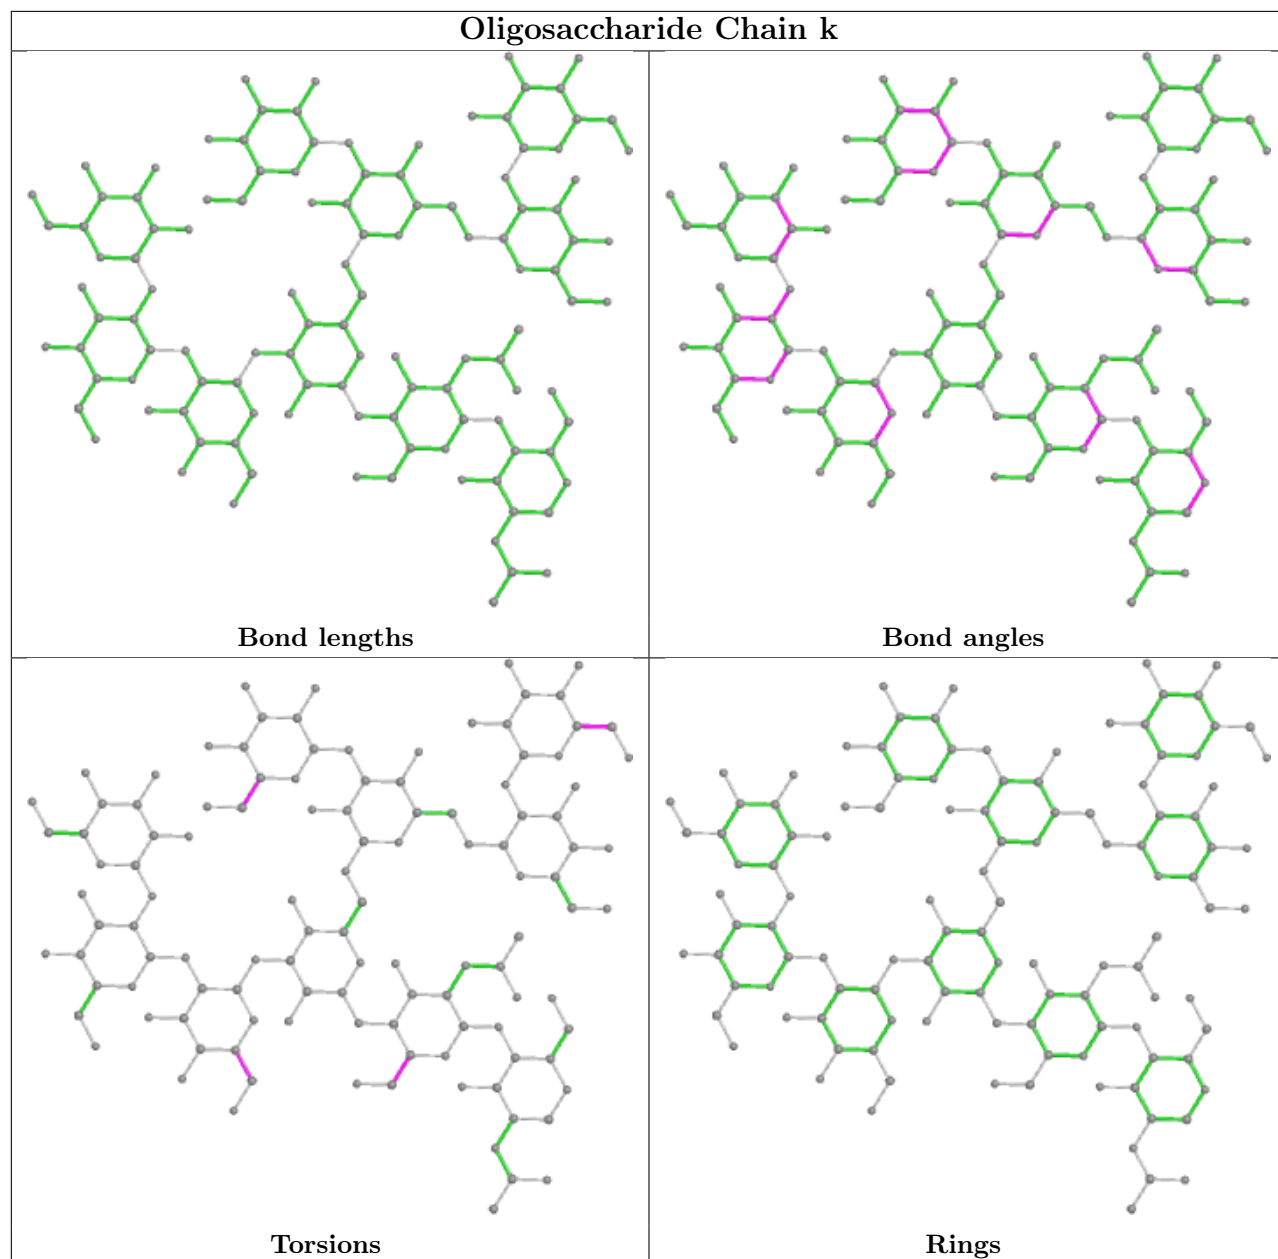 Oligosaccharide Chain k
Bond lengths
Bond angles
Torsions
Rings